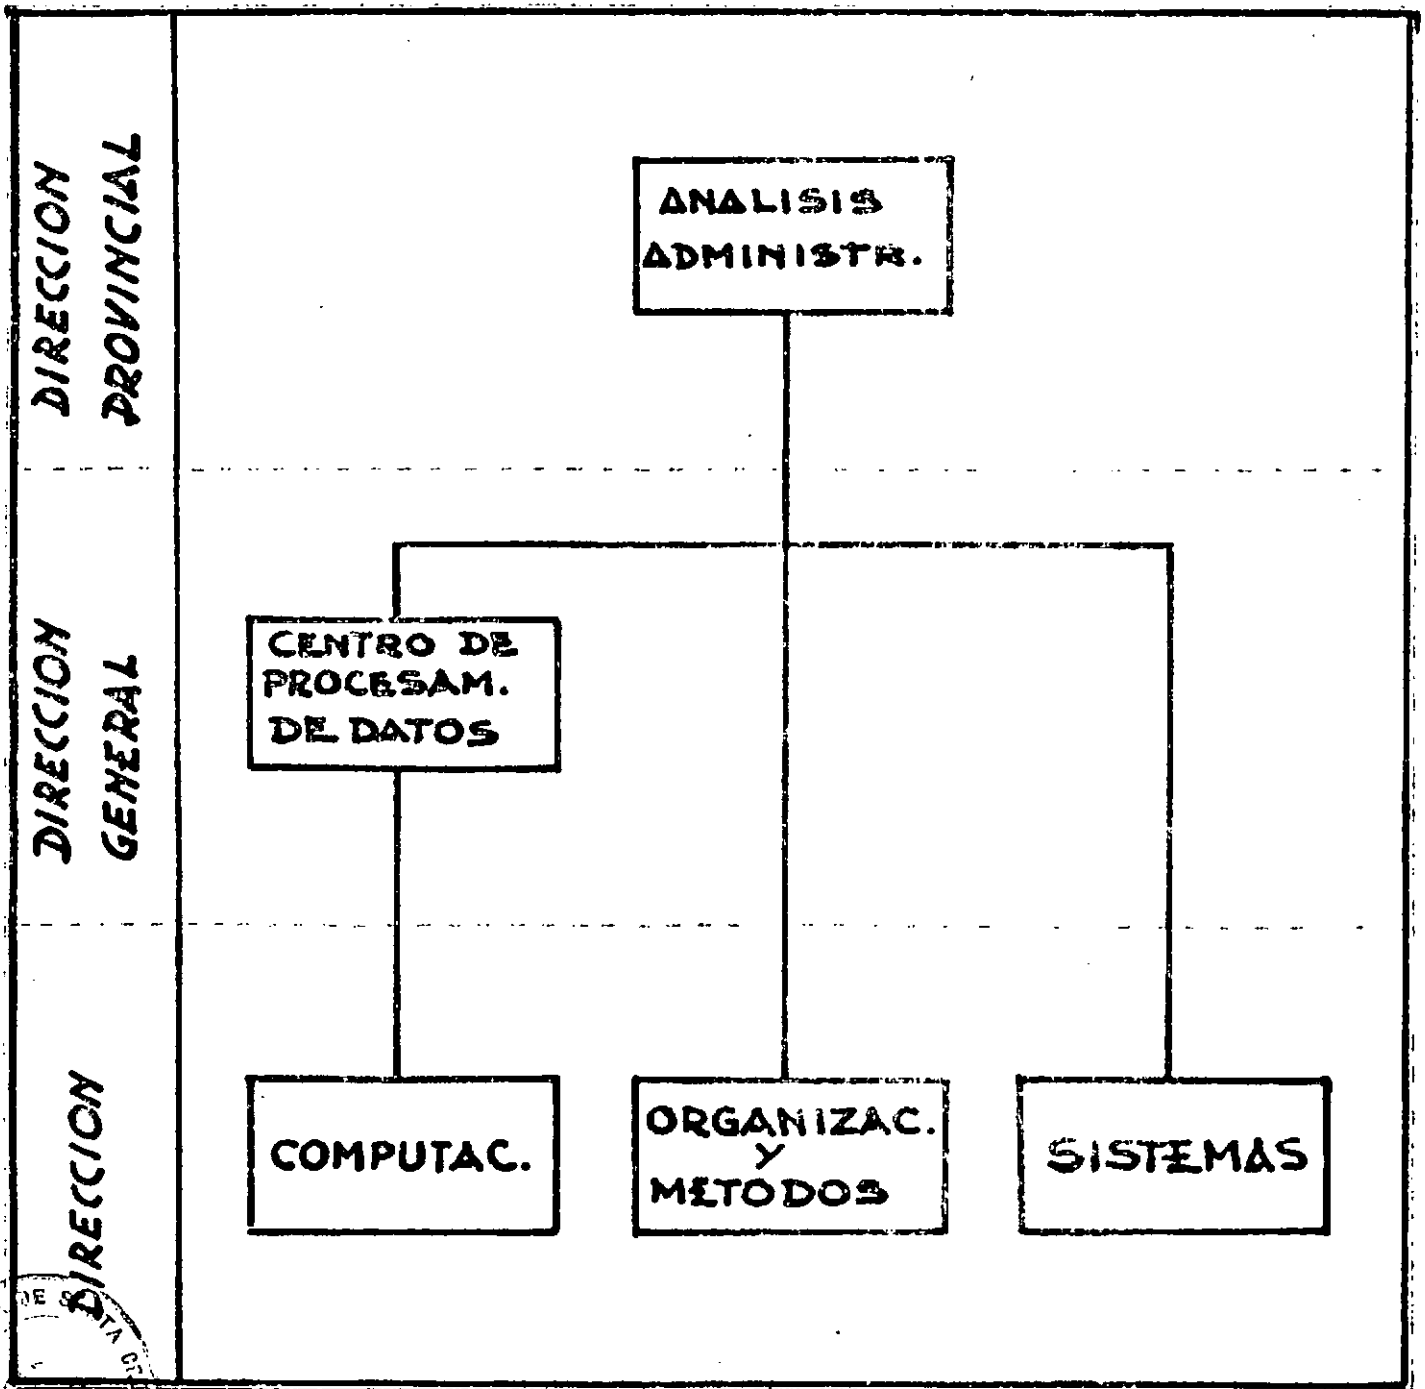 DIRECCION
PROVINCIAL
ANALISIS
ADMINISTR.
DIRECCION
GENERAL
CENTRO DE
PROCESAM.
DE DATOS
DIRECCION
COMPUTAC.
ORGANIZAC.
Y
METODOS
SISTEMAS
DE